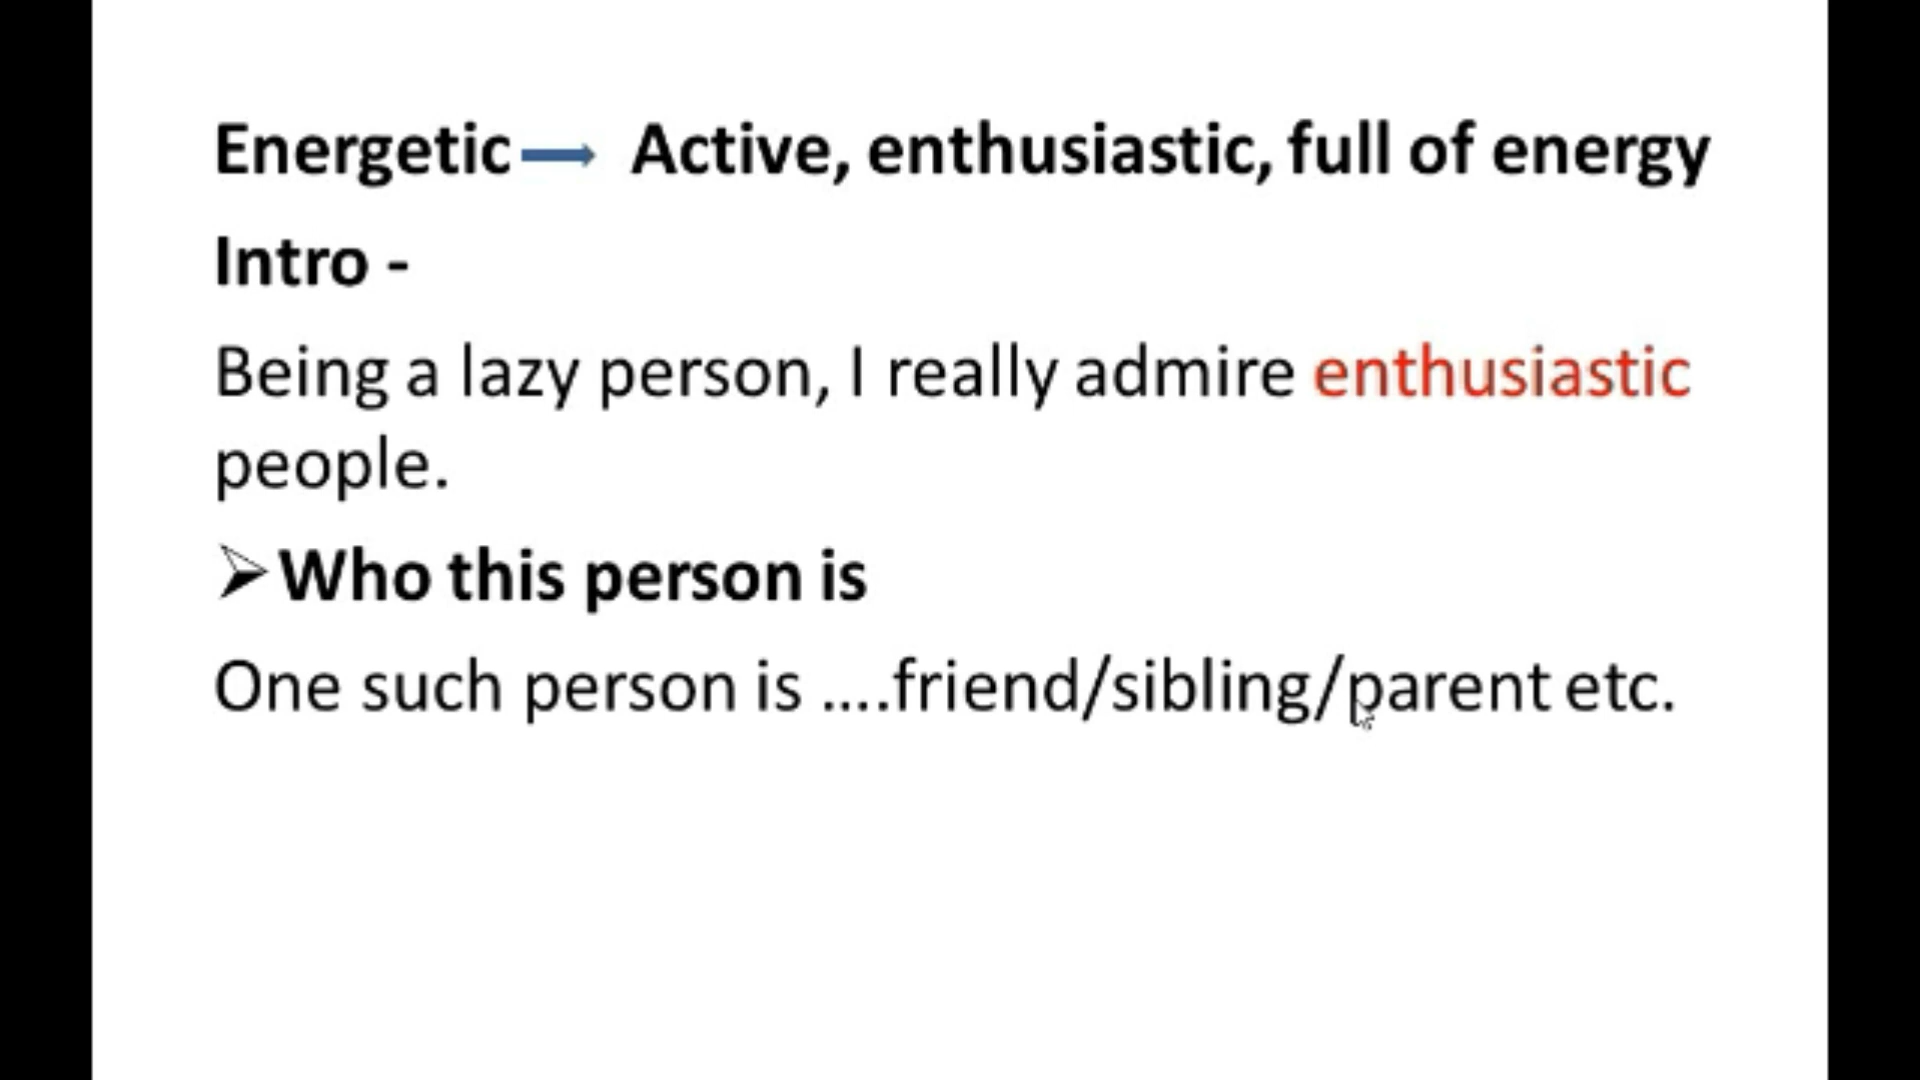 Energetic → Active, enthusiastic, full of energy
Intro -
Being a lazy person, I really admire enthusiastic
people.
➢Who this person is
One such person is ....friend/sibling/parent etc.